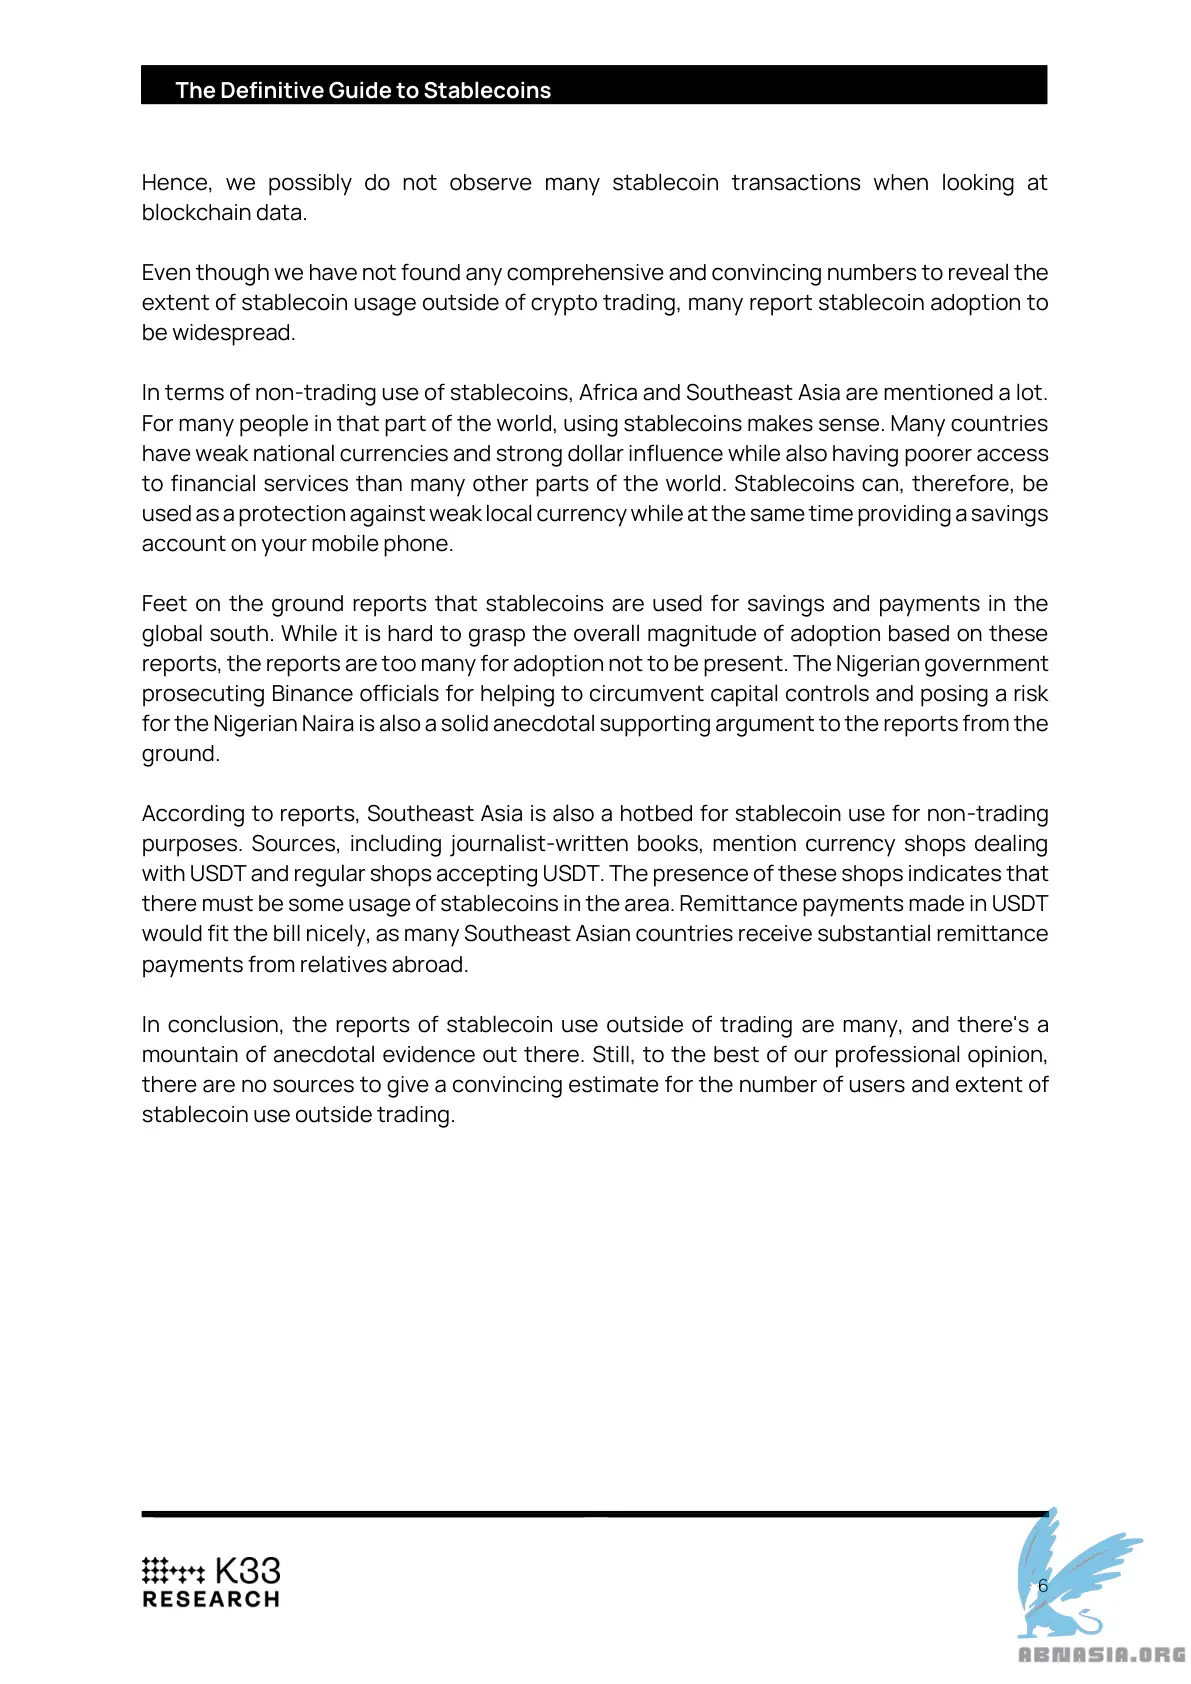 The Definitive Guide to Stablecoins
Hence, we possibly do not observe many stablecoin transactions when looking at
blockchain data.
Even though we have not found any comprehensive and convincing numbers to reveal the
extent of stablecoin usage outside of crypto trading, many report stablecoin adoption to
be widespread.
In terms of non-trading use of stablecoins, Africa and Southeast Asia are mentioned a lot.
For many people in that part of the world, using stablecoins makes sense. Many countries
have weak national currencies and strong dollar influence while also having poorer access
to financial services than many other parts of the world. Stablecoins can, therefore, be
used as a protection against weak local currency while at the same time providing a savings
account on your mobile phone.
Feet on the ground reports that stablecoins are used for savings and payments in the
global south. While it is hard to grasp the overall magnitude of adoption based on these
reports, the reports are too many for adoption not to be present. The Nigerian government
prosecuting Binance officials for helping to circumvent capital controls and posing a risk
for the Nigerian Naira is also a solid anecdotal supporting argument to the reports from the
ground.
According to reports, Southeast Asia is also a hotbed for stablecoin use for non-trading
purposes. Sources, including journalist-written books, mention currency shops dealing
with USDT and regular shops accepting USDT. The presence of these shops indicates that
there must be some usage of stablecoins in the area. Remittance payments made in USDT
would fit the bill nicely, as many Southeast Asian countries receive substantial remittance
payments from relatives abroad.
In conclusion, the reports of stablecoin use outside of trading are many, and there's a
mountain of anecdotal evidence out there. Still, to the best of our professional opinion,
there are no sources to give a convincing estimate for the number of users and extent of
stablecoin use outside trading.
K33
RESEARCH
6
ABNASIA.ORG